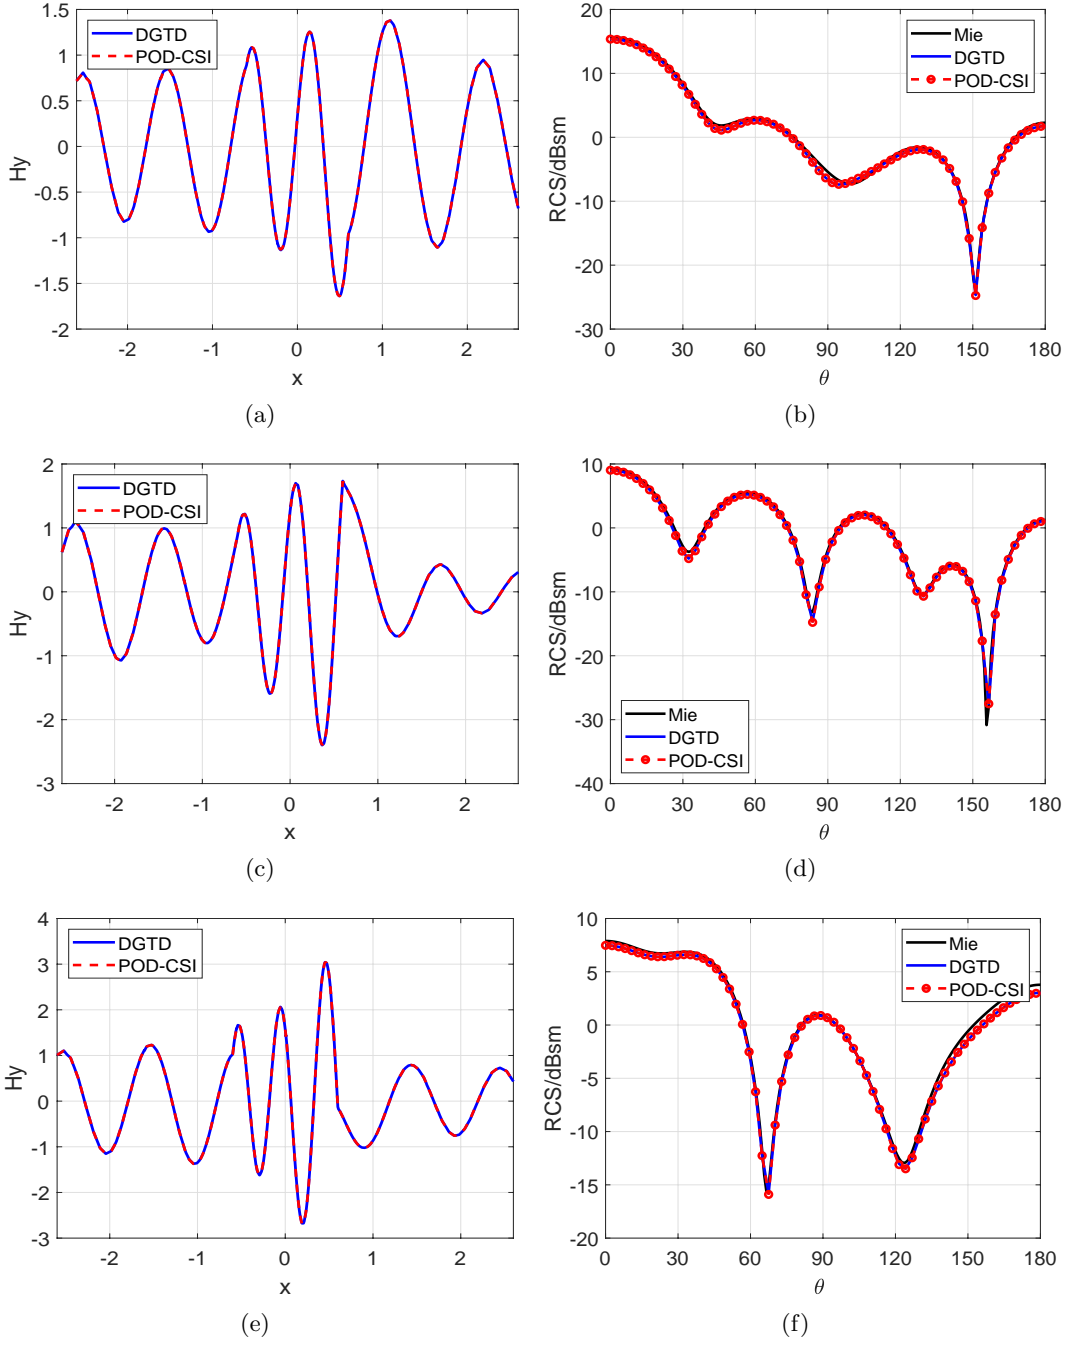 1.5
1
0.5
0
-0.5
-1
-1.5
-2
Hy
DGTD
POD-CSI
-2
-1
0
1
2
x
(a)
20
10
0
-10
-20
-30
RCS/dBsm
Mie
DGTD
POD-CSI
0
30
60
90
120
150
180
θ
(b)
2
1
0
-1
-2
-3
Hy
DGTD
POD-CSI
-2
-1
0
1
2
x
(c)
10
0
-10
-20
-30
-40
RCS/dBsm
Mie
DGTD
POD-CSI
0
30
60
90
120
150
180
θ
(d)
4
3
2
1
0
-1
-2
-3
Hy
DGTD
POD-CSI
-2
-1
0
1
2
x
(e)
10
5
0
-5
-10
-15
-20
RCS/dBsm
Mie
DGTD
POD-CSI
0
30
60
90
120
150
180
θ
(f)